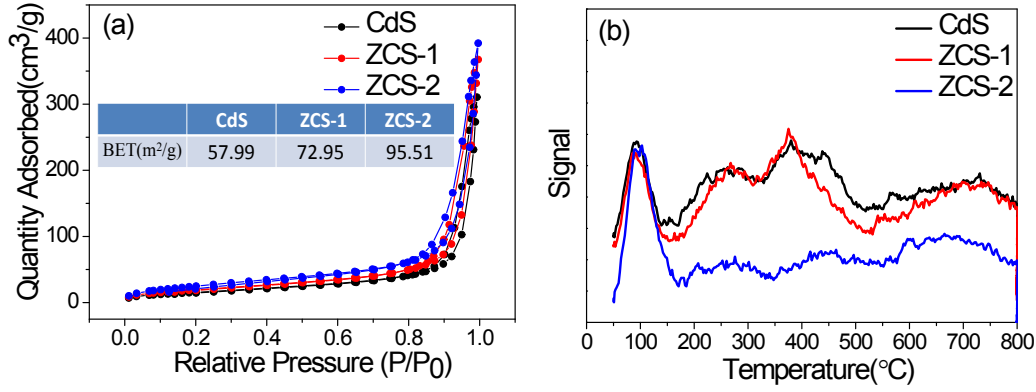 (a)
CdS
ZCS-1
ZCS-2
Quantity Adsorbed(cm³/g)
400
300
200
100
0
CdS ZCS-1 ZCS-2
BET(m²/g) 57.99 72.95 95.51
0.0 0.2 0.4 0.6 0.8 1.0
Relative Pressure (P/P₀)
(b)
CdS
ZCS-1
ZCS-2
Signal
0 100 200 300 400 500 600 700 800
Temperature(°C)